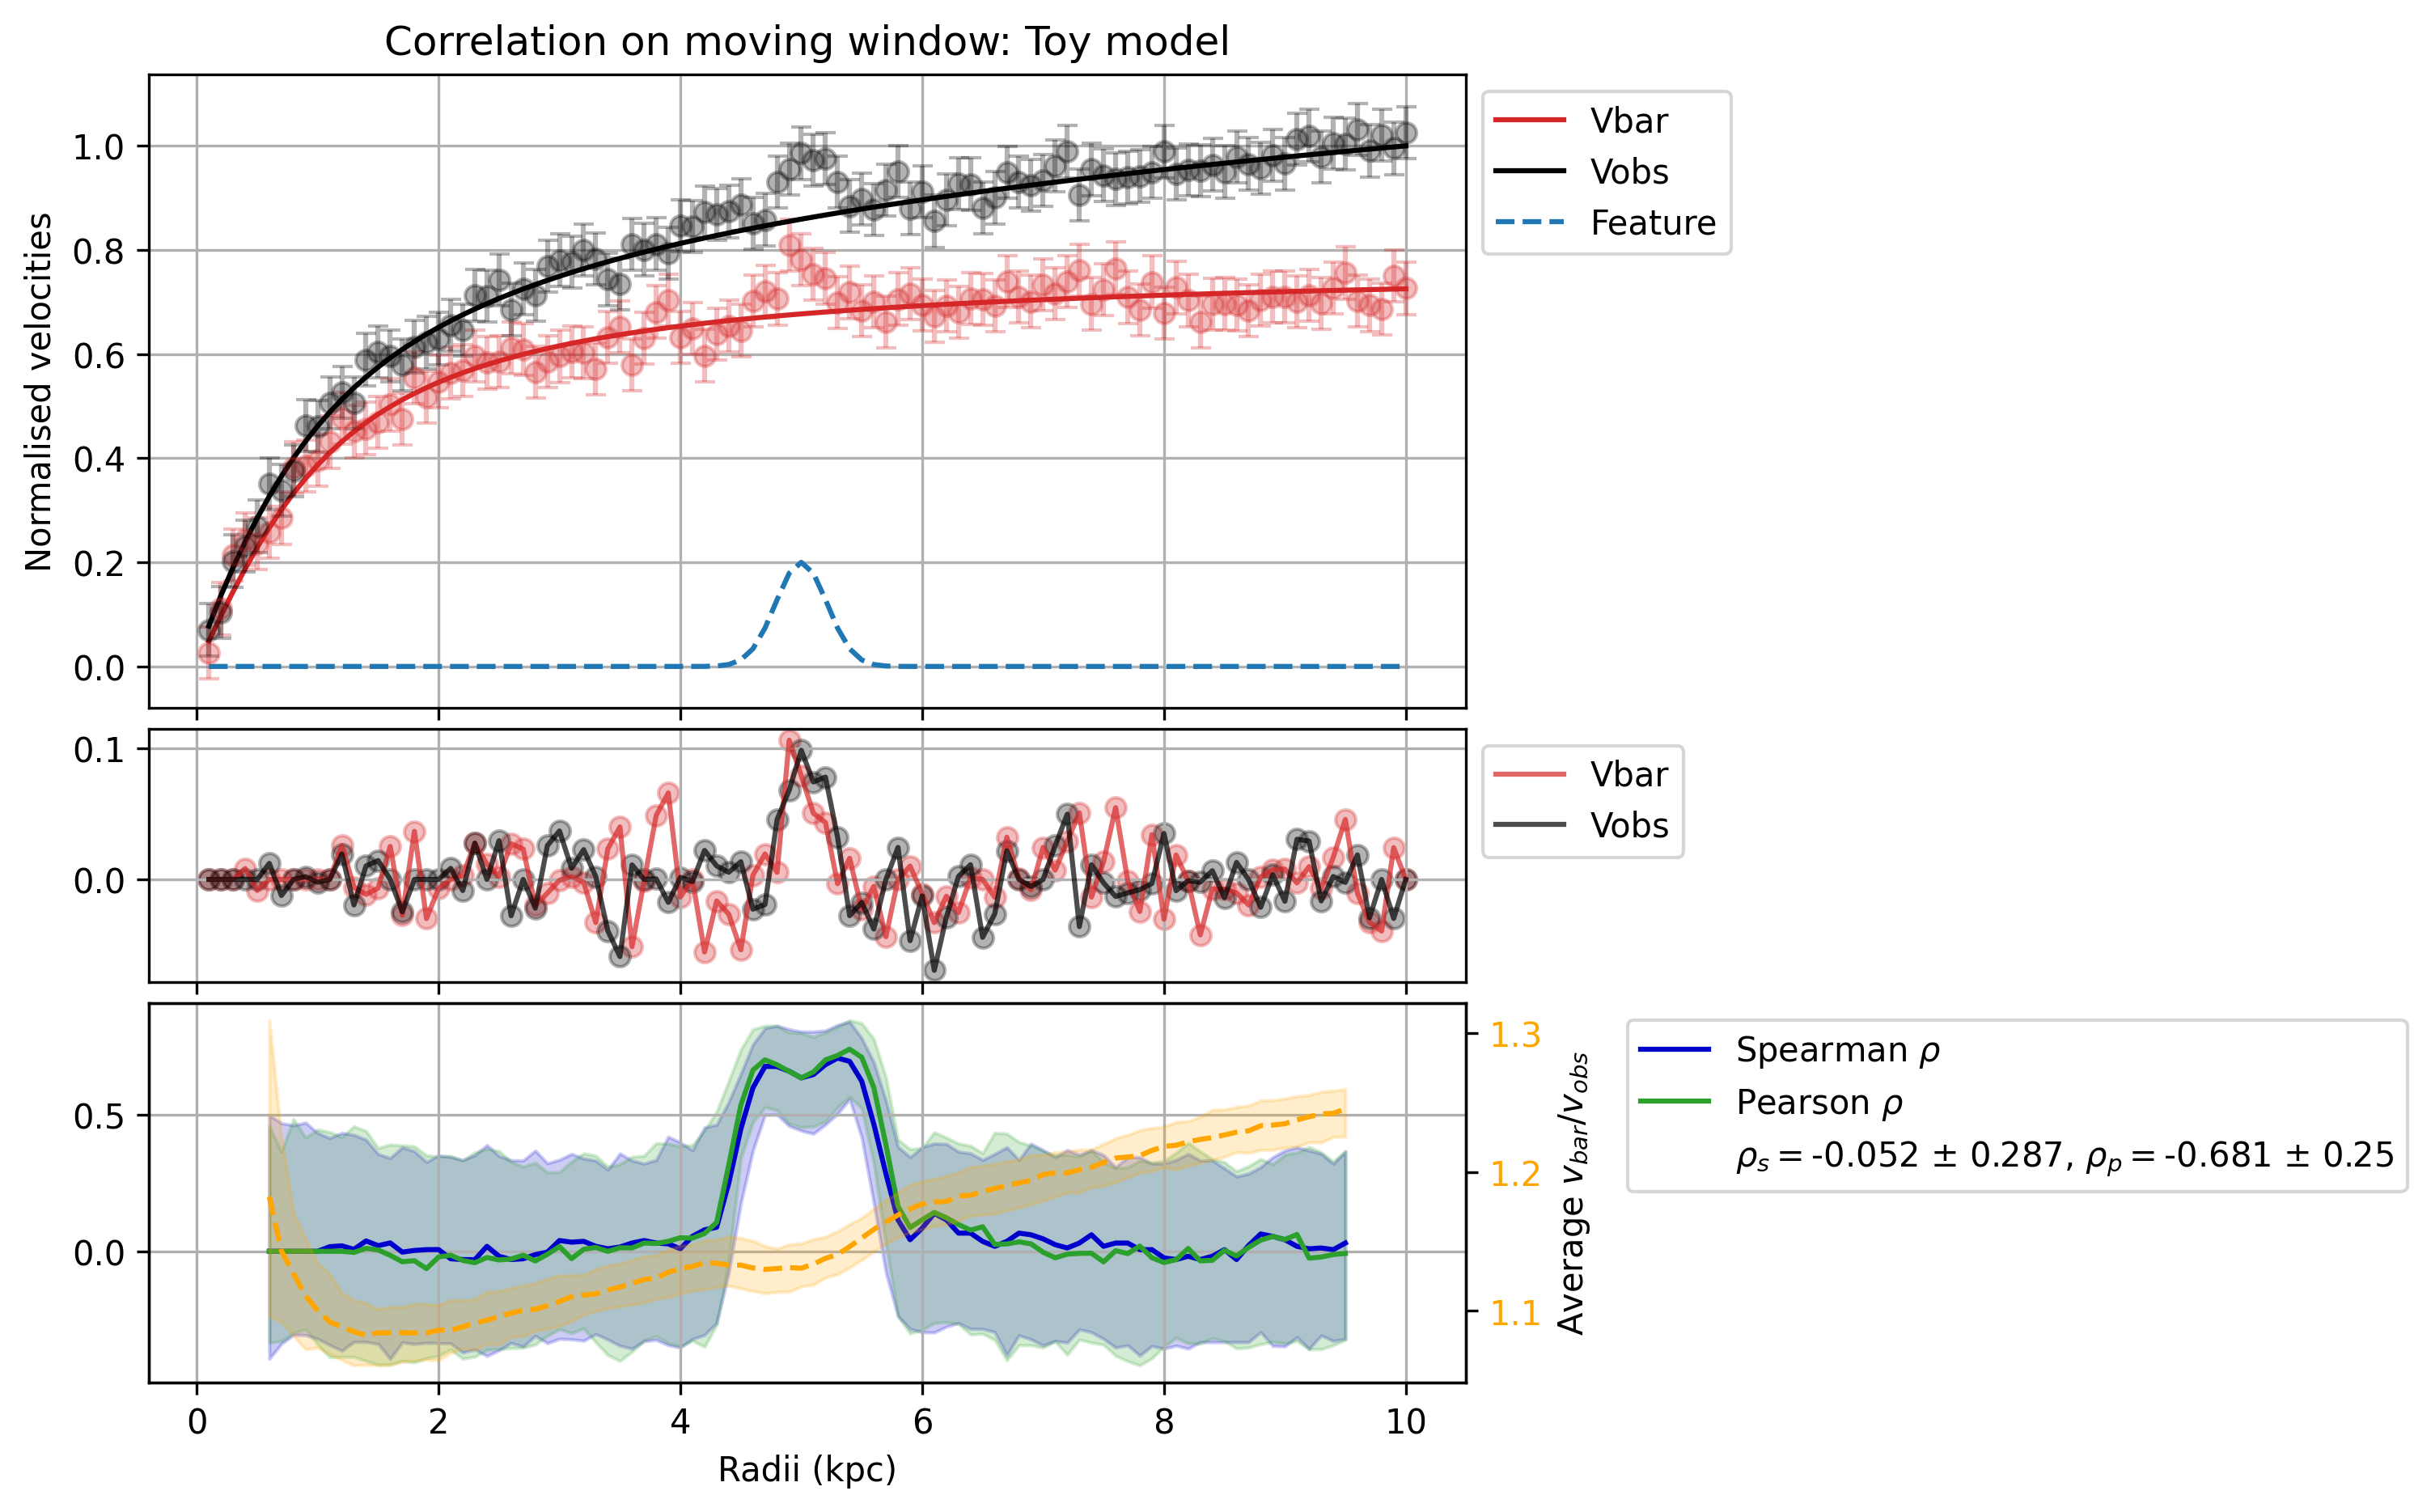 Correlation on moving window: Toy model
Normalised velocities
1.0
0.8
0.6
0.4
0.2
0.0
Vbar
Vobs
Feature
0.1
0.0
Vbar
Vobs
0.5
0.0
1.3
1.2
1.1
Average v_bar/v_obs
Spearman ρ
Pearson ρ
ρ_s = -0.052 ± 0.287, ρ_p = -0.681 ± 0.25
0 2 4 6 8 10
Radii (kpc)